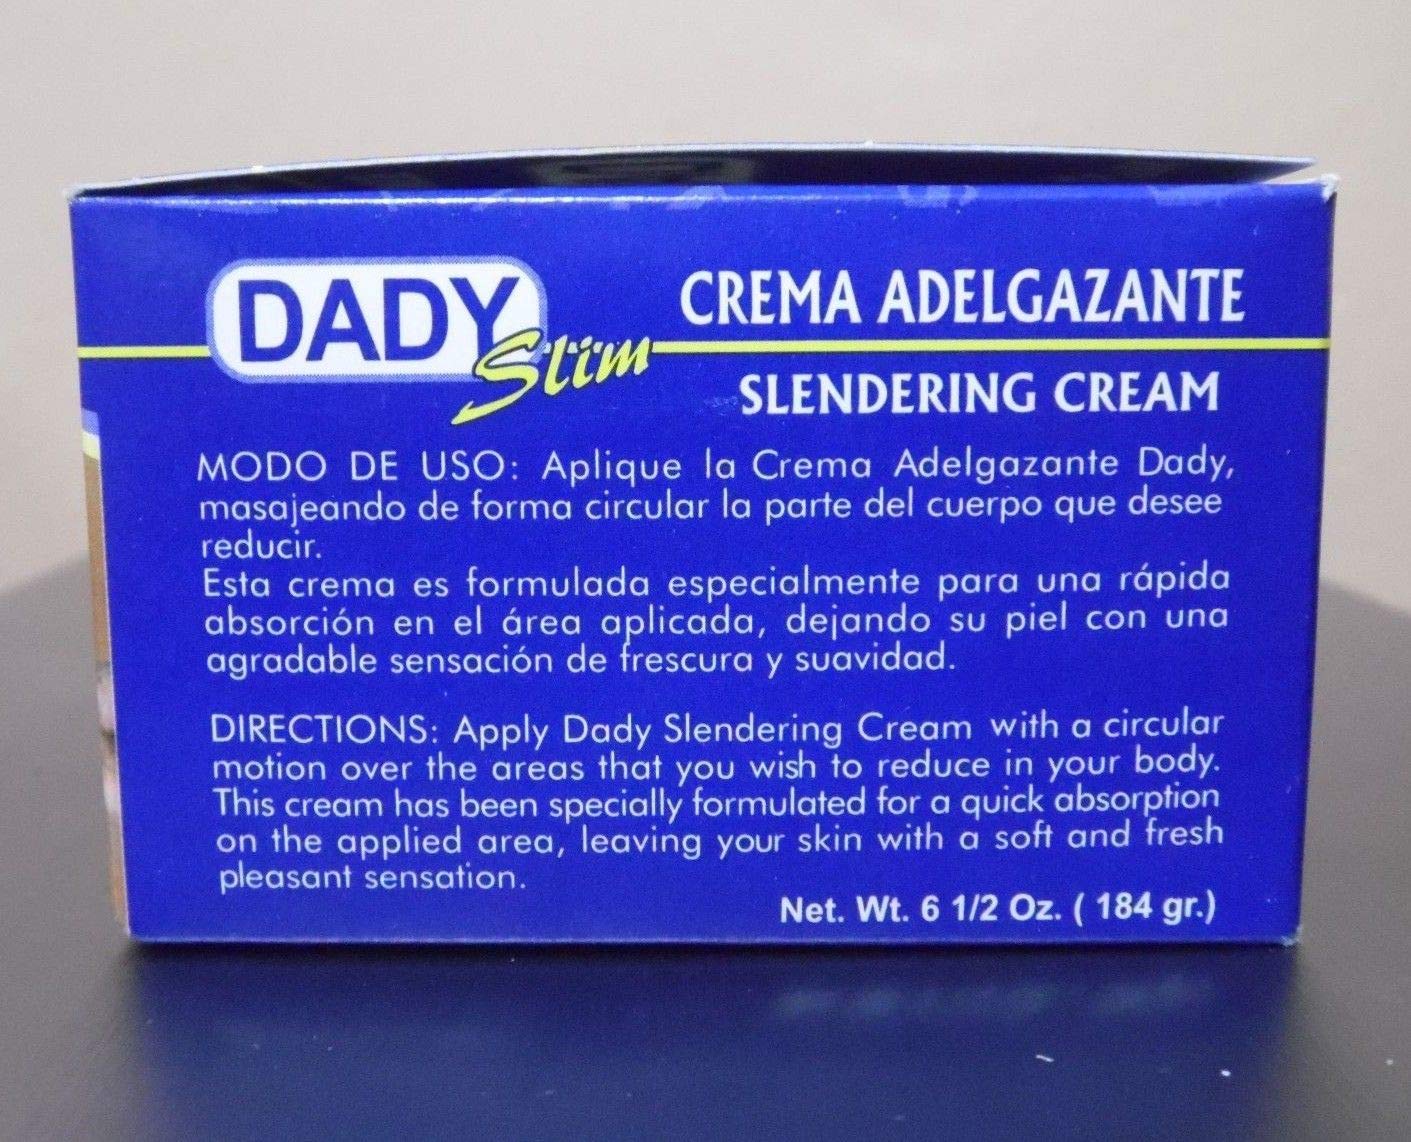 DADY
Slim
CREMA ADELGAZANTE
SLENDERING CREAM
MODO DE USO: Aplique la Crema Adelgazante Dady,
masajeando de forma circular la parte del cuerpo que desee
reducir.
Esta crema es formulada especialmente para una rápida
absorción en el área aplicada, dejando su piel con una
agradable sensación de frescura y suavidad.
DIRECTIONS: Apply Dady Slendering Cream with a circular
motion over the areas that you wish to reduce in your body.
This cream has been specially formulated for a quick absorption
on the applied area, leaving your skin with a soft and fresh
pleasant sensation.
Net. Wt. 6 1/2 Oz. ( 184 gr.)